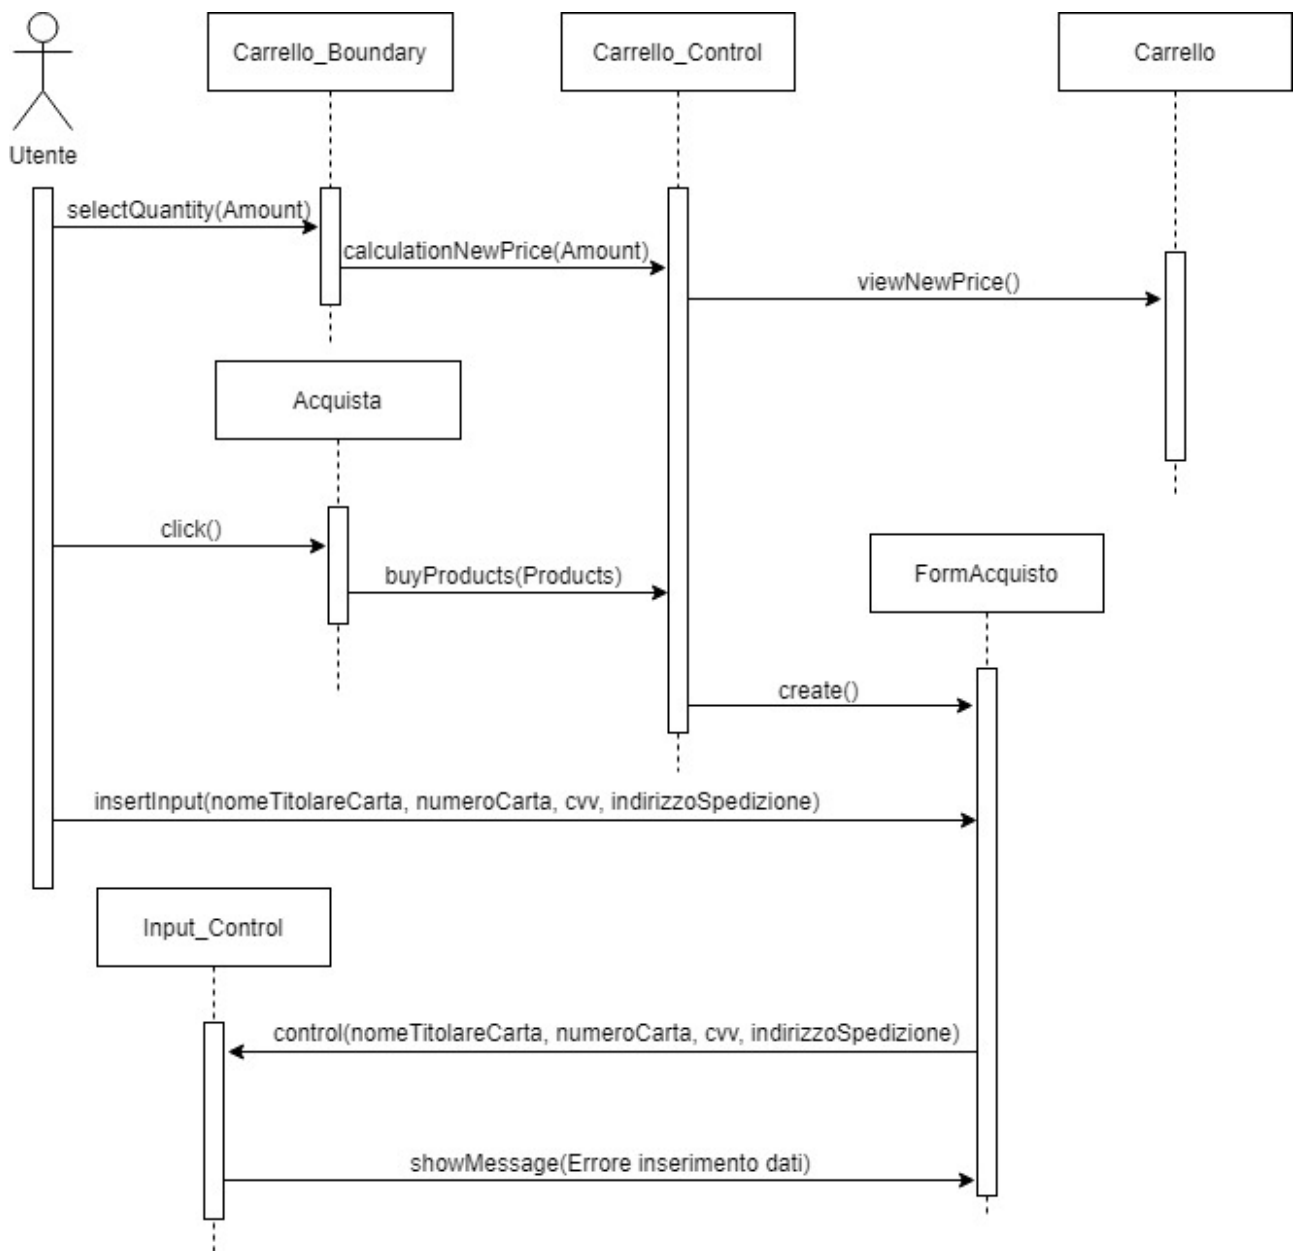 Carrello_Boundary
Carrello_Control
Carrello
Utente
selectQuantity(Amount)
calculationNewPrice(Amount)
viewNewPrice()
Acquista
click()
buyProducts(Products)
FormAcquisto
create()
insertInput(nomeTitolareCarta, numeroCarta, cvv, indirizzoSpedizione)
Input_Control
control(nomeTitolareCarta, numeroCarta, cvv, indirizzoSpedizione)
showMessage(Errore inserimento dati)